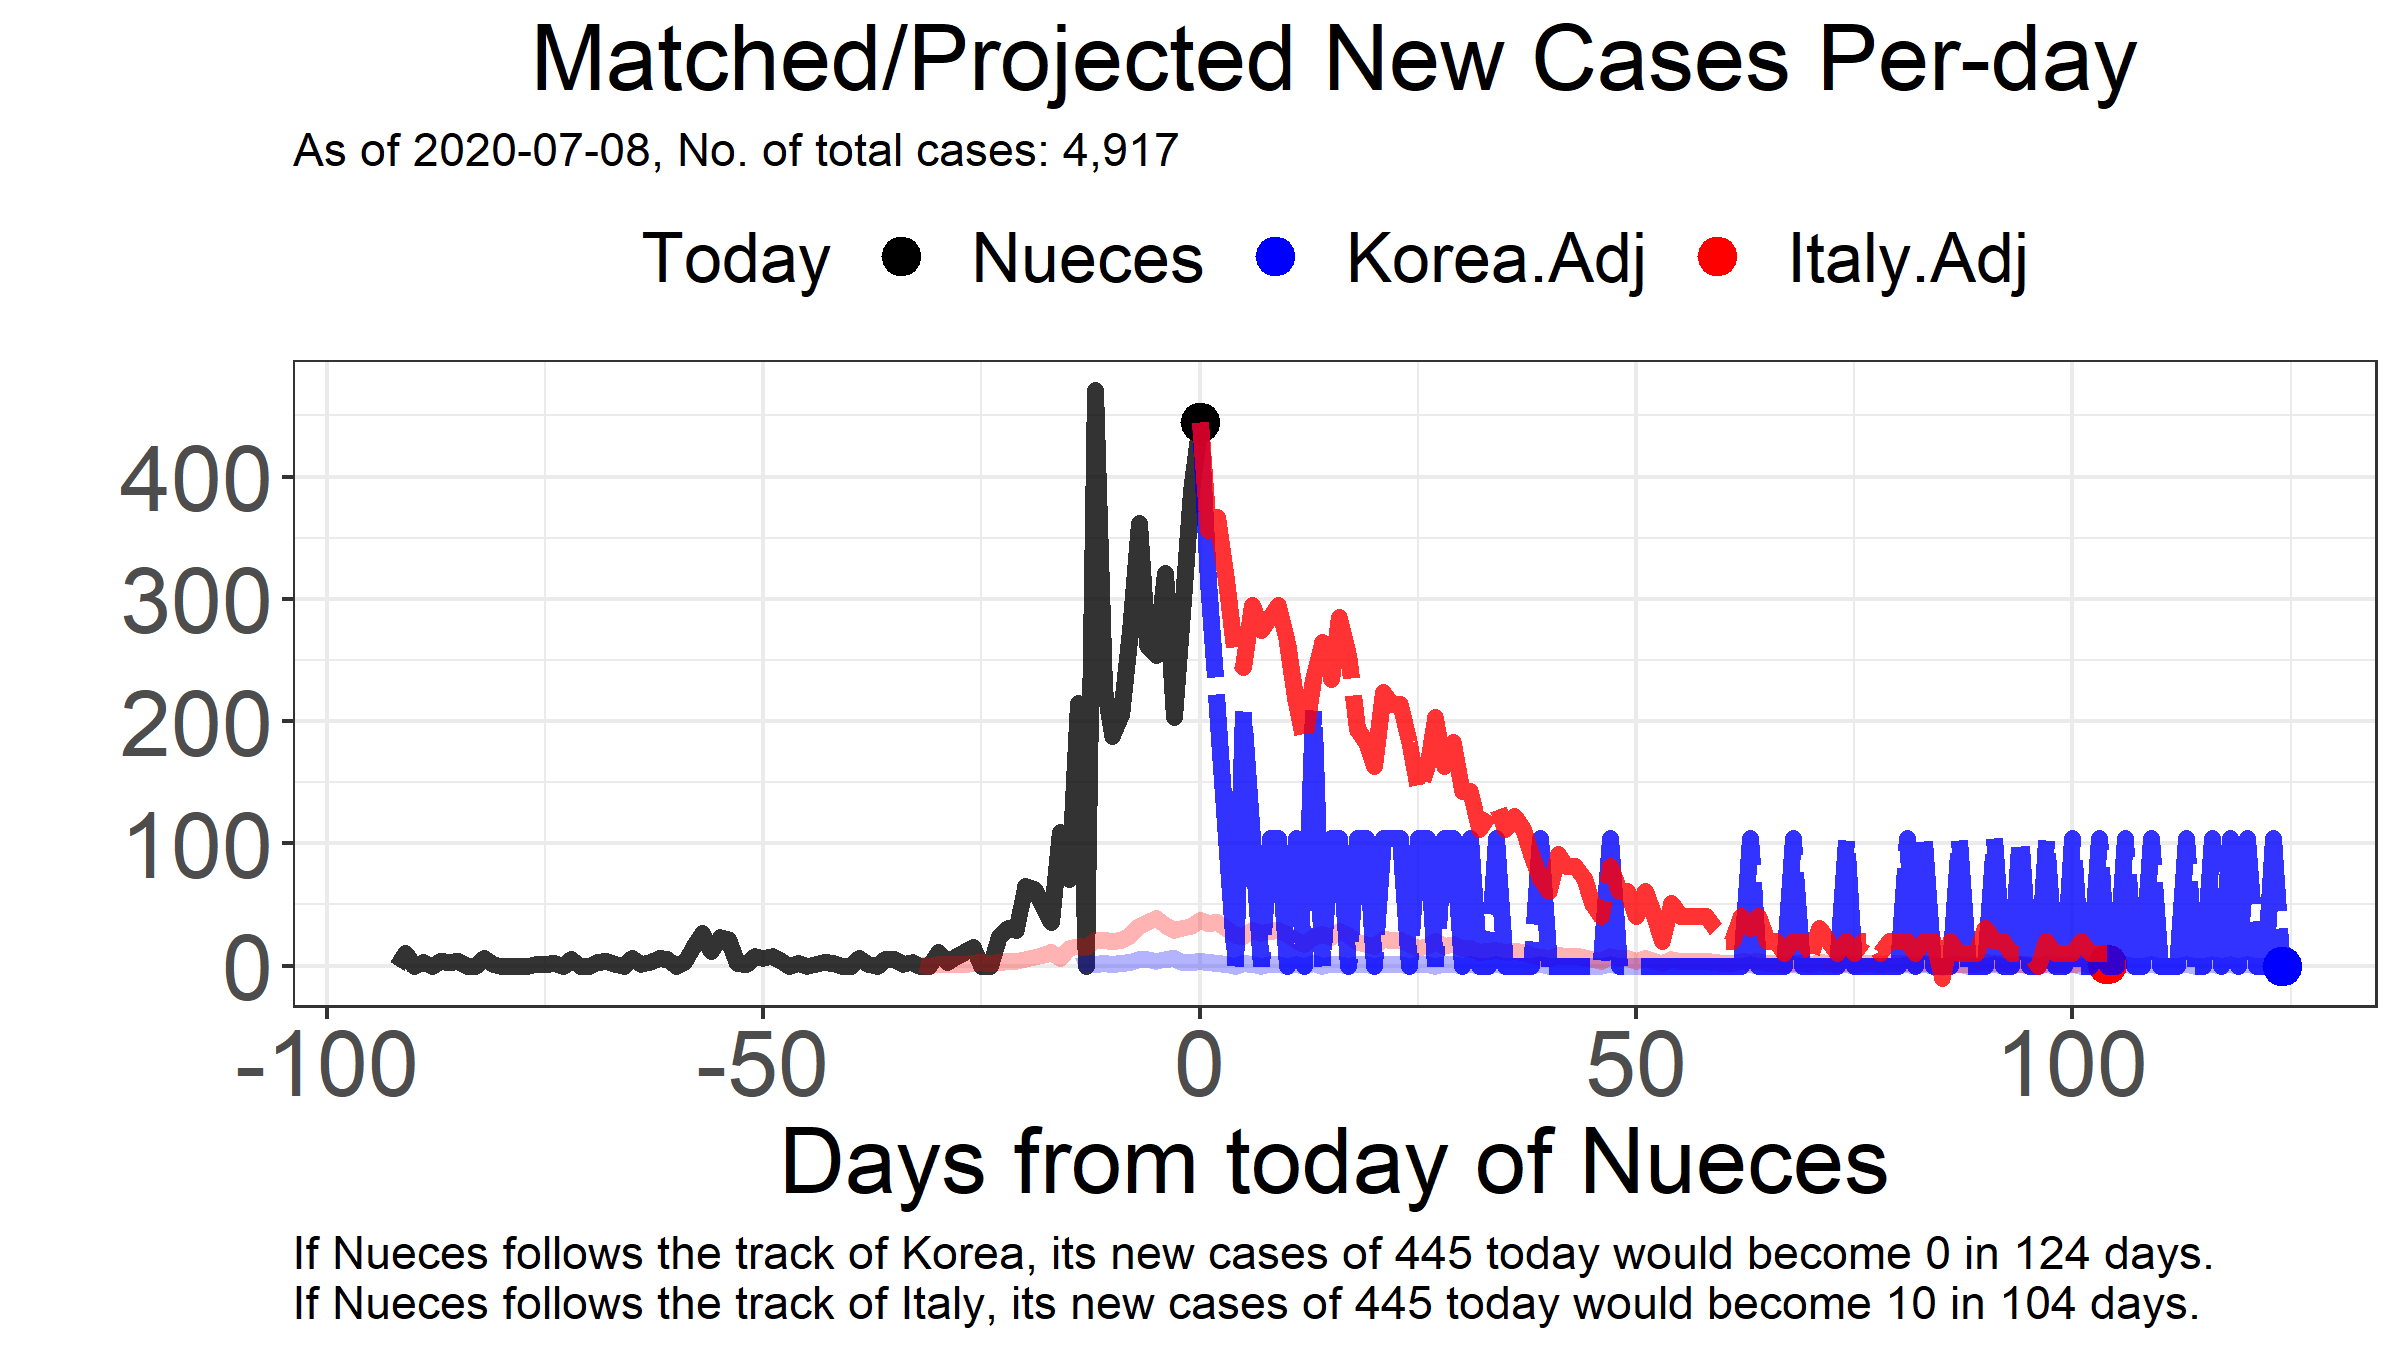 Matched/Projected New Cases Per-day
As of 2020-07-08, No. of total cases: 4,917
Today Nueces Korea.Adj Italy.Adj
400
300
200
100
0
-100 -50 0 50 100
Days from today of Nueces
If Nueces follows the track of Korea, its new cases of 445 today would become 0 in 124 days.
If Nueces follows the track of Italy, its new cases of 445 today would become 10 in 104 days.